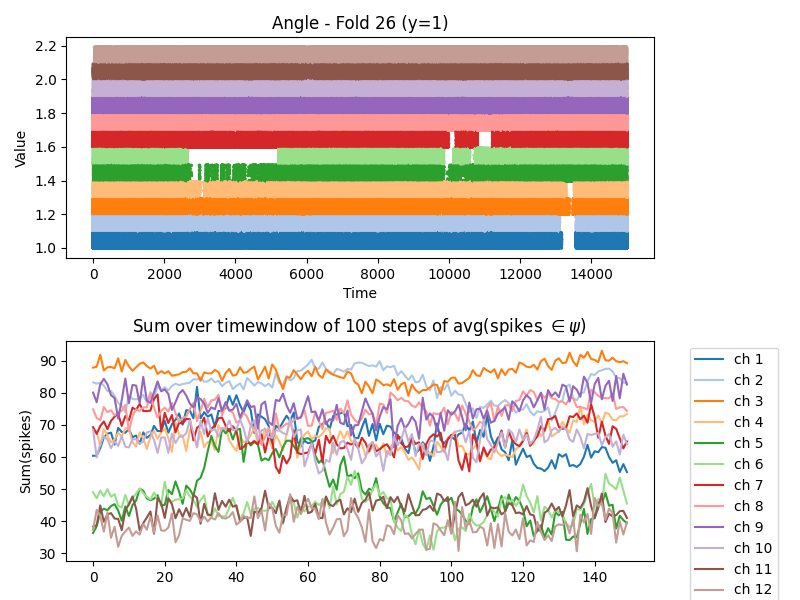 Angle - Fold 26 (y=1)
2.2
2.0
1.8
1.6
1.4
1.2
1.0
Value
0 2000 4000 6000 8000 10000 12000 14000
Time
Sum over timewindow of 100 steps of avg(spikes ∈ ψ)
90
80
70
60
50
40
30
Sum(spikes)
0 20 40 60 80 100 120 140
ch 1
ch 2
ch 3
ch 4
ch 5
ch 6
ch 7
ch 8
ch 9
ch 10
ch 11
ch 12